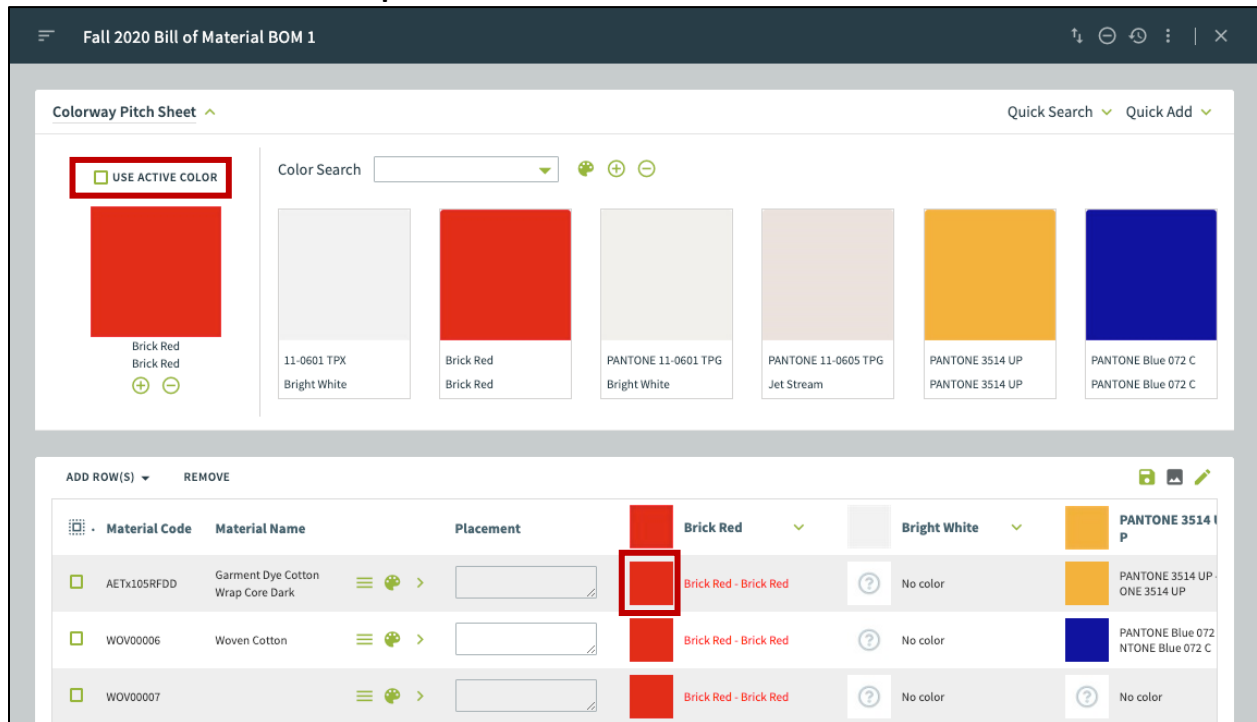 Fall 2020 Bill of Material BOM 1
Colorway Pitch Sheet
Quick Search
Quick Add
USE ACTIVE COLOR
Color Search
Brick Red
Brick Red
11-0601 TPX
Bright White
Brick Red
Brick Red
PANTONE 11-0601 TPG
Bright White
PANTONE 11-0605 TPG
Jet Stream
PANTONE 3514 UP
PANTONE 3514 UP
PANTONE Blue 072 C
PANTONE Blue 072 C
ADD ROW(S)
REMOVE
Material Code
Material Name
Placement
Brick Red
Bright White
PANTONE 3514 U
P
AETx105RFDD
Garment Dye Cotton
Wrap Core Dark
Brick Red - Brick Red
No color
PANTONE 3514 UP -
ONE 3514 UP
WOV00006
Woven Cotton
Brick Red - Brick Red
No color
PANTONE Blue 072
NTONE Blue 072 C
WOV00007
Brick Red - Brick Red
No color
No color